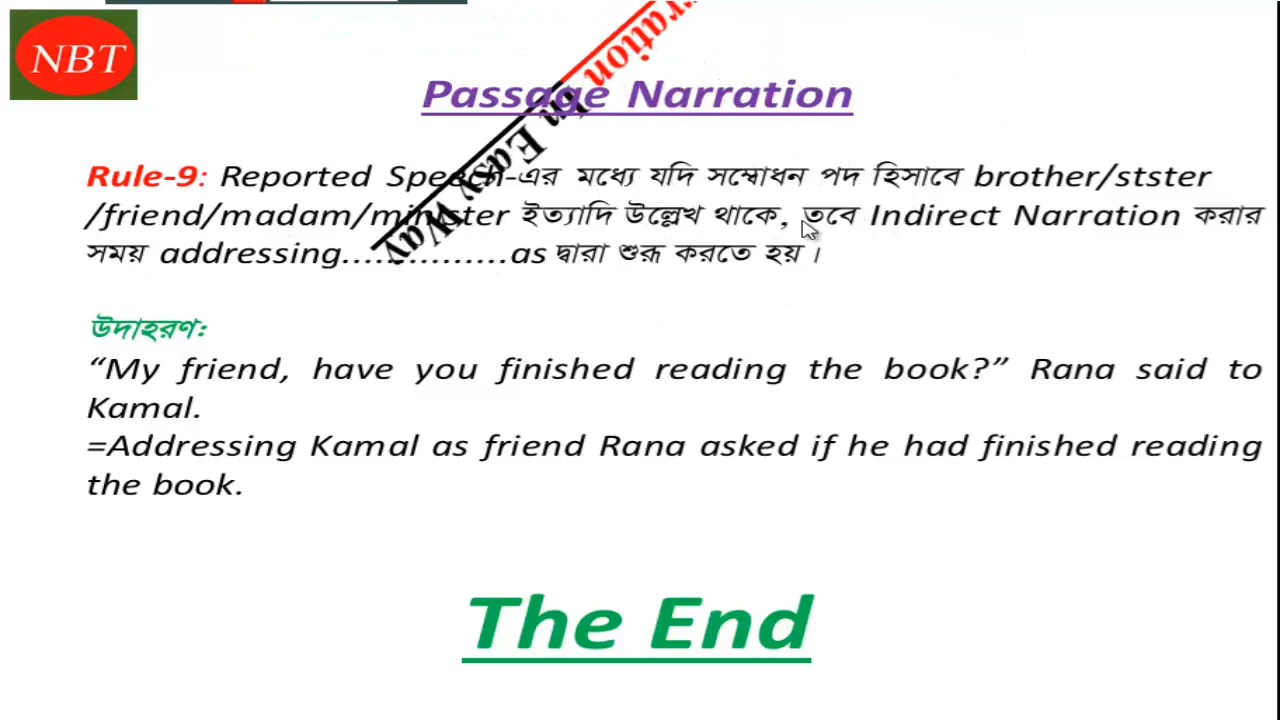 NBT
Passage Narration
Rule-9: Reported Speech-এর মধ্যে যদি সম্বোধন পদ হিসাবে brother/stster
/friend/madam/minister ইত্যাদি উল্লেখ থাকে, তবে Indirect Narration করার
সময় addressing...............as দ্বারা শুরূ করতে হয়।
উদাহরণঃ
“My friend, have you finished reading the book?” Rana said to
Kamal.
=Addressing Kamal as friend Rana asked if he had finished reading
the book.
The End
In Easy Way